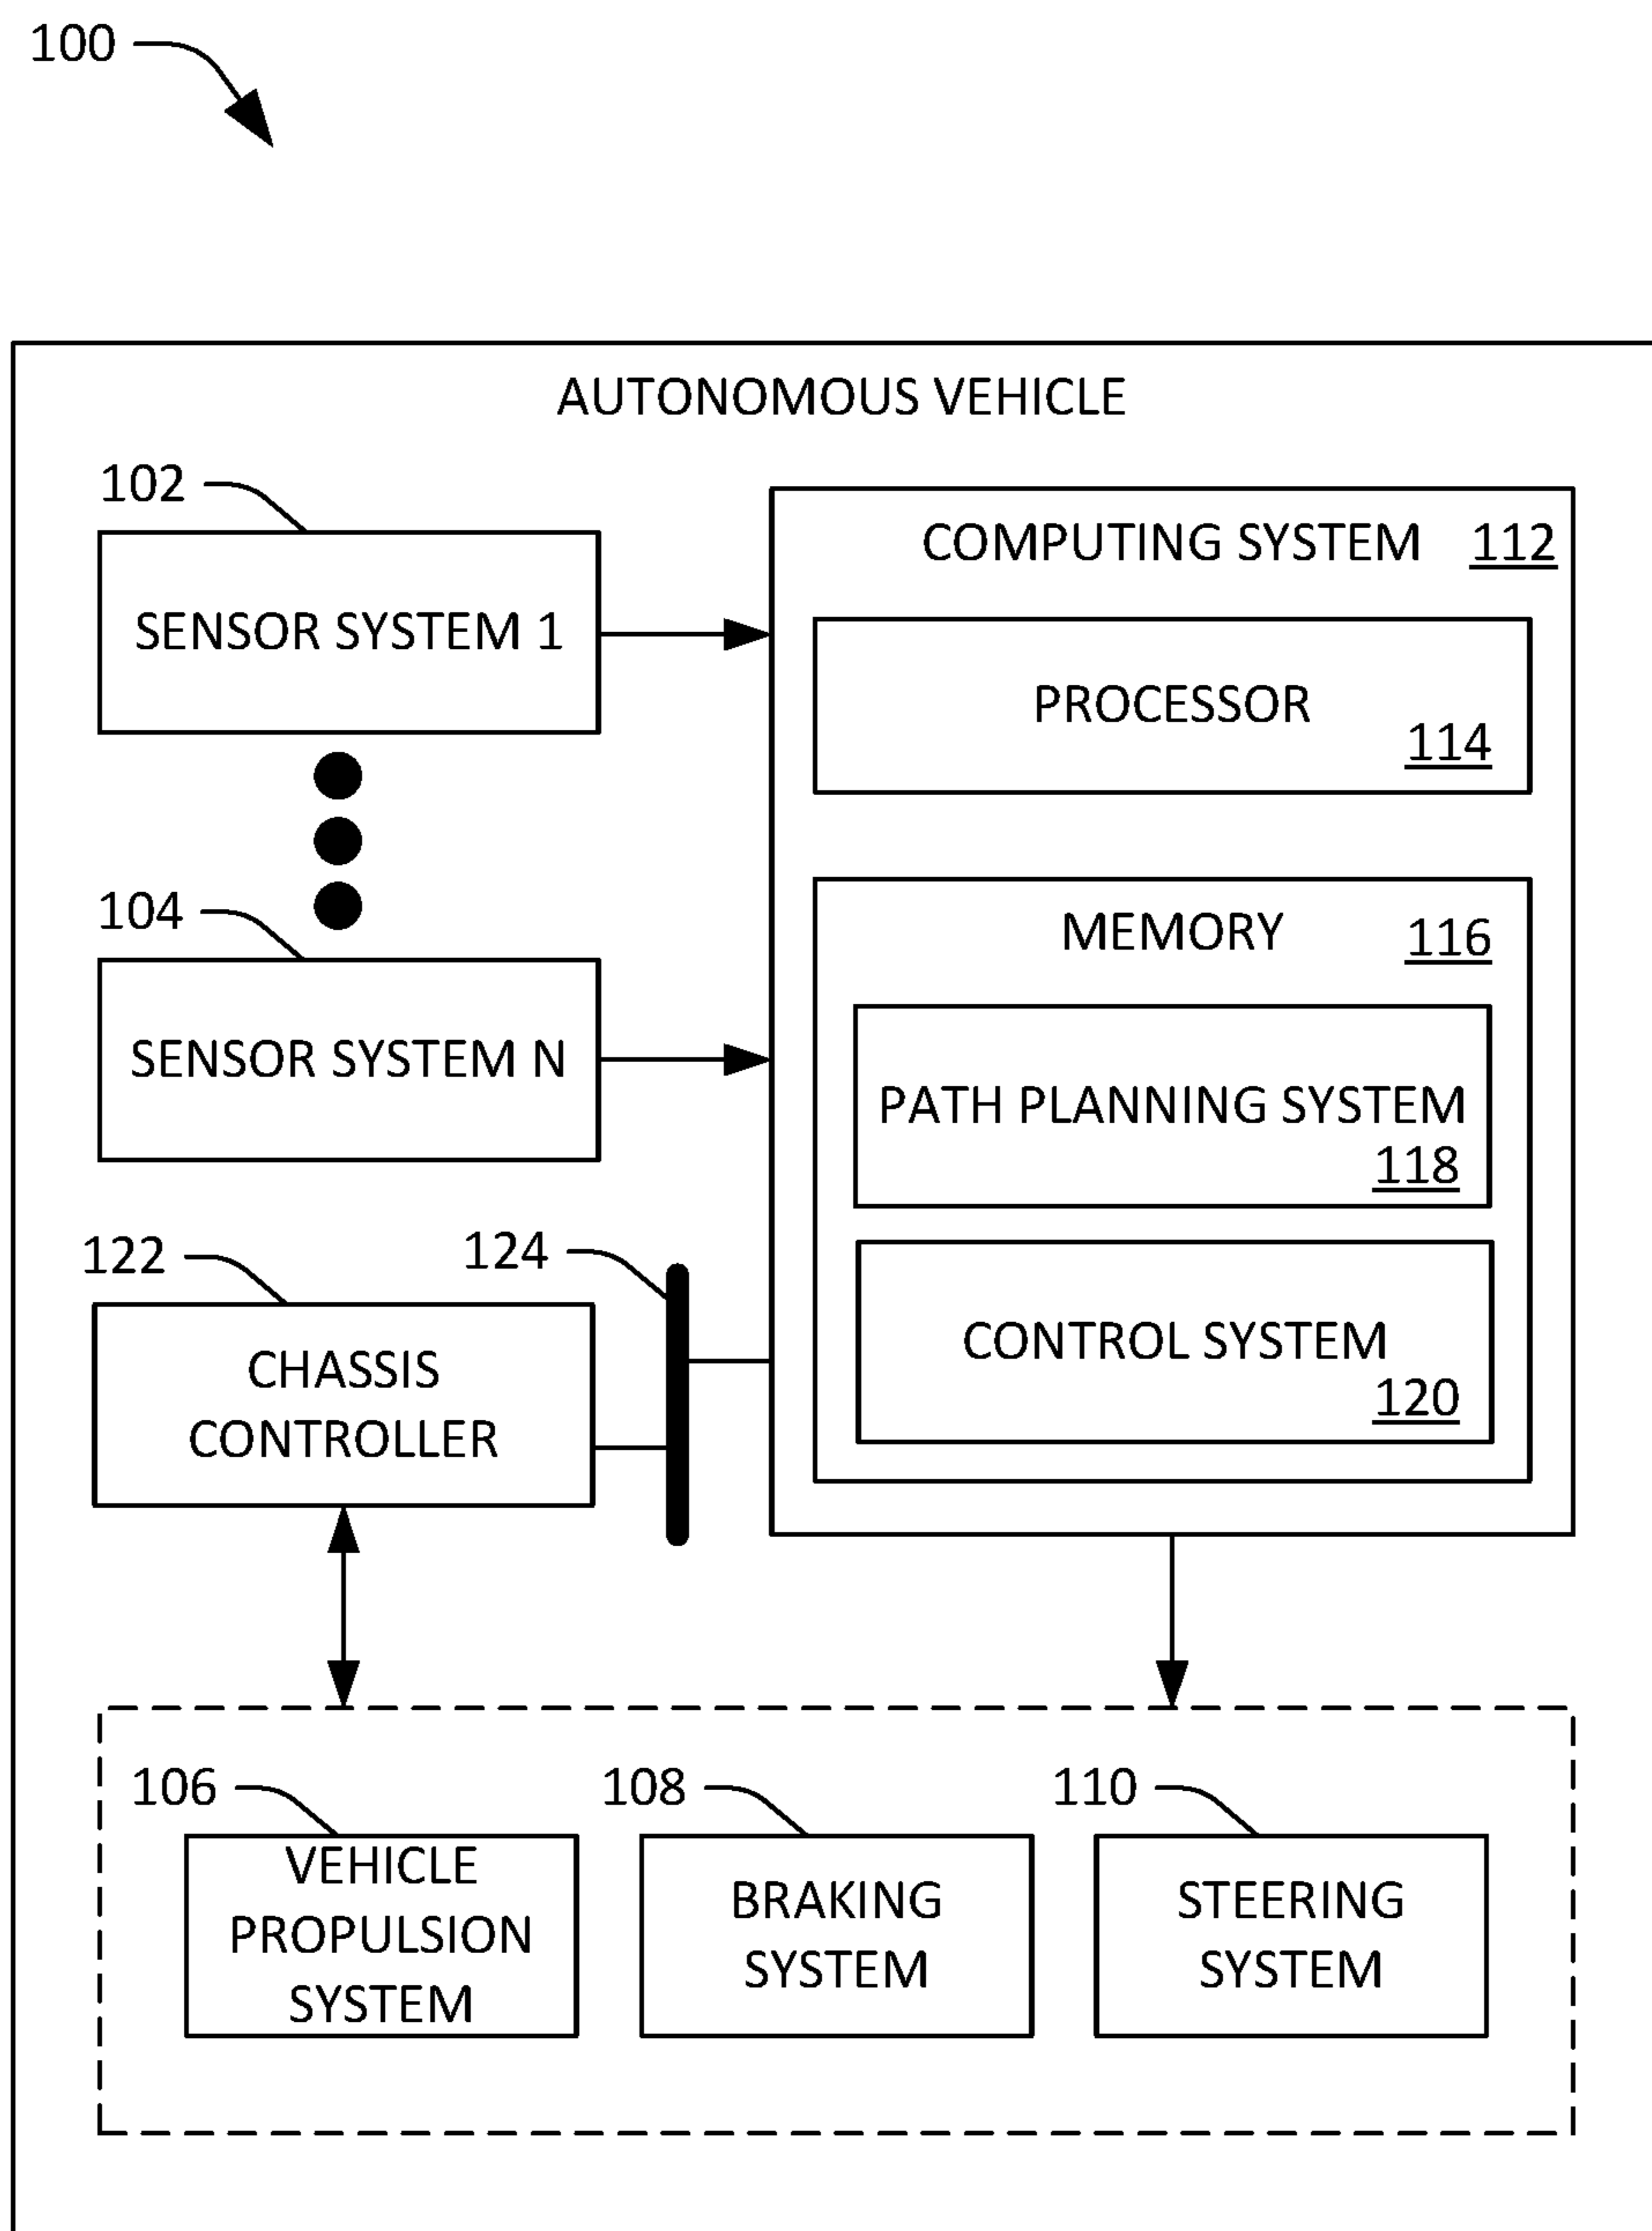 100
AUTONOMOUS VEHICLE
102
SENSOR SYSTEM 1
COMPUTING SYSTEM 112
PROCESSOR
114
104
SENSOR SYSTEM N
MEMORY 116
PATH PLANNING SYSTEM
118
CONTROL SYSTEM
120
122
CHASSIS
CONTROLLER
124
106
VEHICLE
PROPULSION
SYSTEM
108
BRAKING
SYSTEM
110
STEERING
SYSTEM